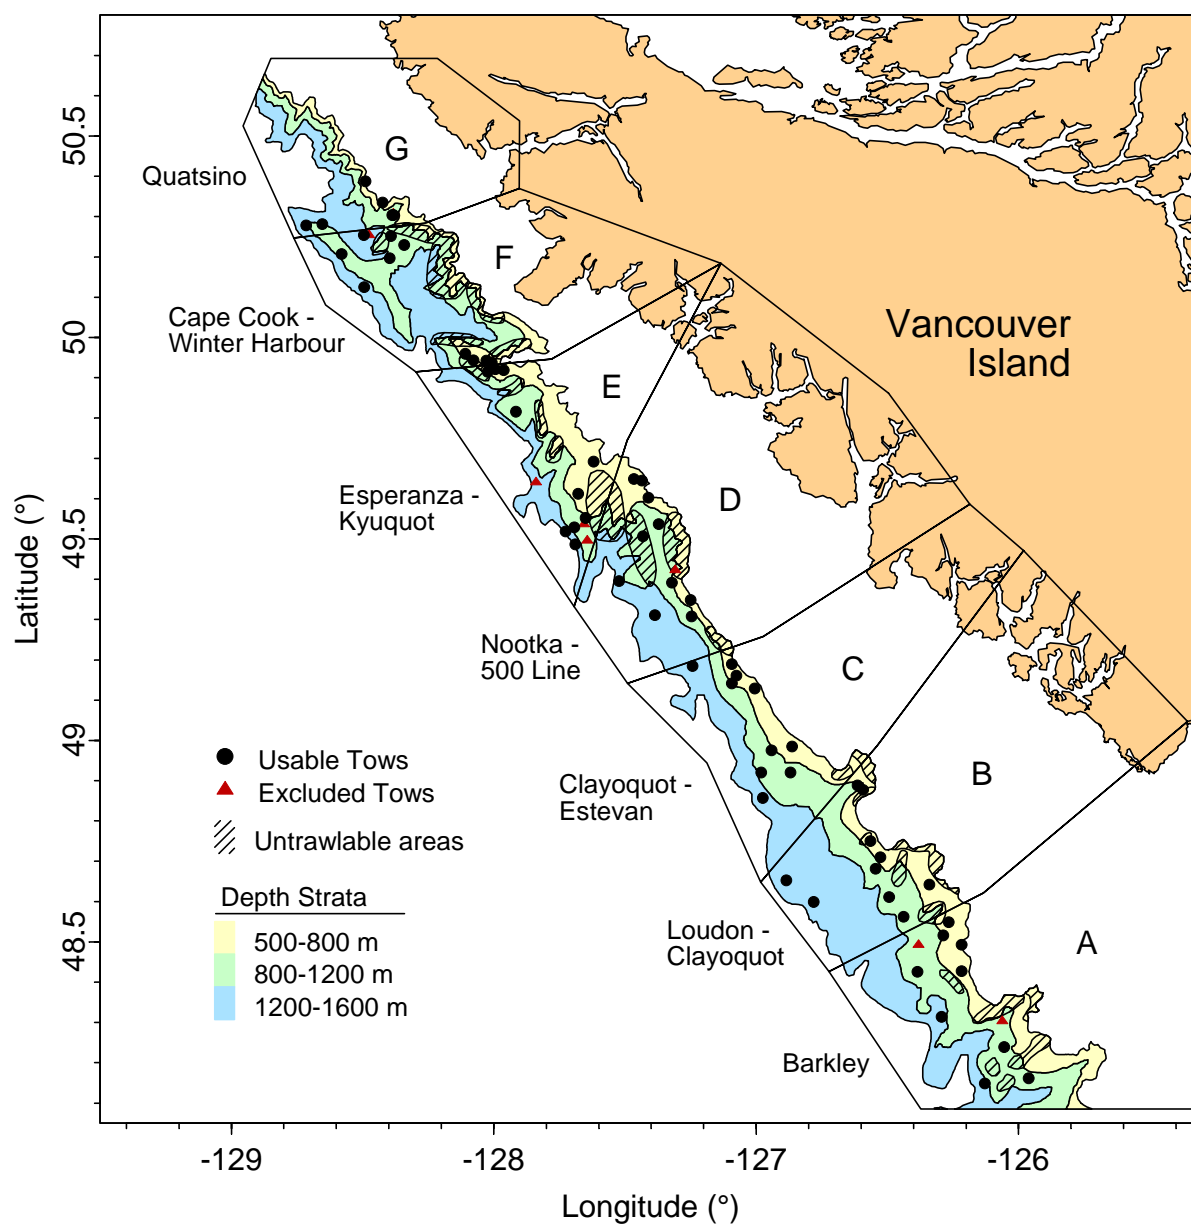 G
Quatsino
F
Cape Cook -
Winter Harbour
Vancouver
Island
E
Esperanza -
Kyuquot
D
Nootka -
500 Line
C
Clayoquot -
Estevan
B
Loudon -
Clayoquot
A
Barkley
Usable Tows
Excluded Tows
Untrawlable areas
Depth Strata
500-800 m
800-1200 m
1200-1600 m
50.5
50
49.5
49
48.5
Latitude (°)
-129
-128
-127
-126
Longitude (°)